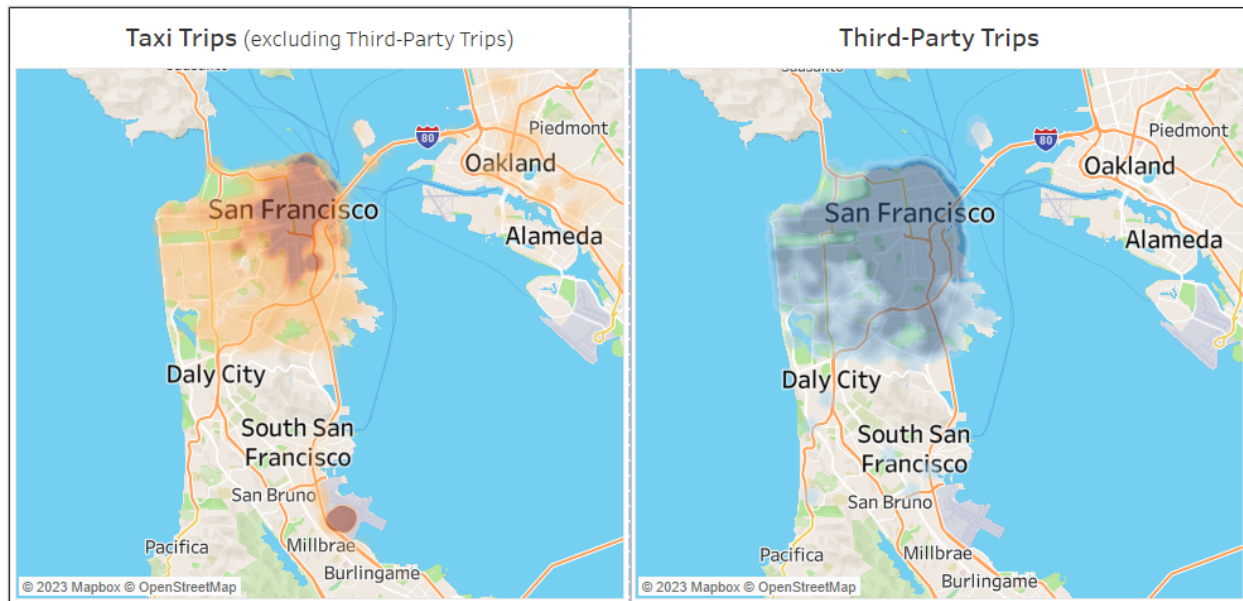 Taxi Trips (excluding Third-Party Trips)
80
Piedmont
Oakland
San Francisco
Alameda
Daly City
South San
Francisco
San Bruno
Pacifica
Millbrae
Burlingame
© 2023 Mapbox © OpenStreetMap
Third-Party Trips
80
Piedmont
Oakland
San Francisco
Alameda
Daly City
South San
Francisco
San Bruno
Pacifica
Millbrae
Burlingame
© 2023 Mapbox © OpenStreetMap